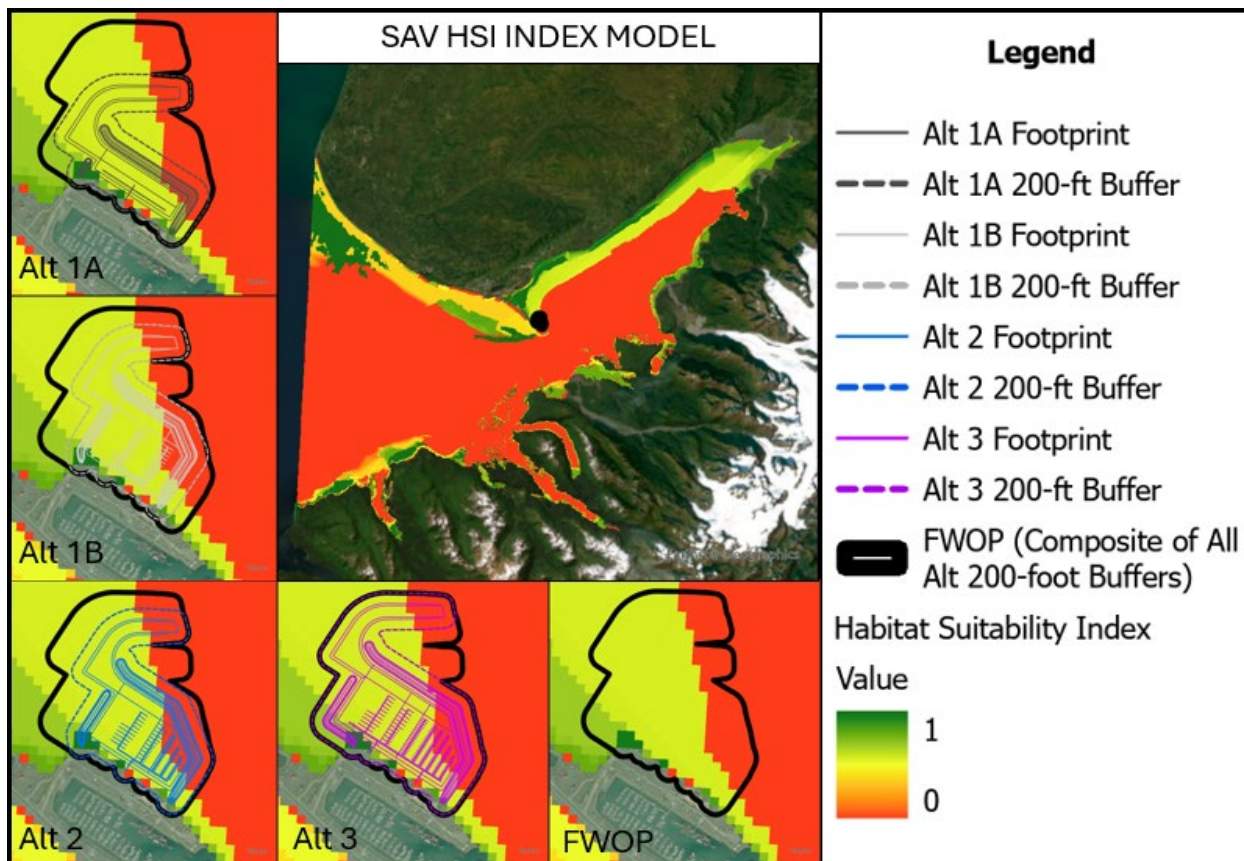 SAV HSI INDEX MODEL
Alt 1A
Alt 1B
Alt 2
Alt 3
FWOP
Legend
Alt 1A Footprint
Alt 1A 200-ft Buffer
Alt 1B Footprint
Alt 1B 200-ft Buffer
Alt 2 Footprint
Alt 2 200-ft Buffer
Alt 3 Footprint
Alt 3 200-ft Buffer
FWOP (Composite of All
Alt 200-foot Buffers)
Habitat Suitability Index
Value
1
0